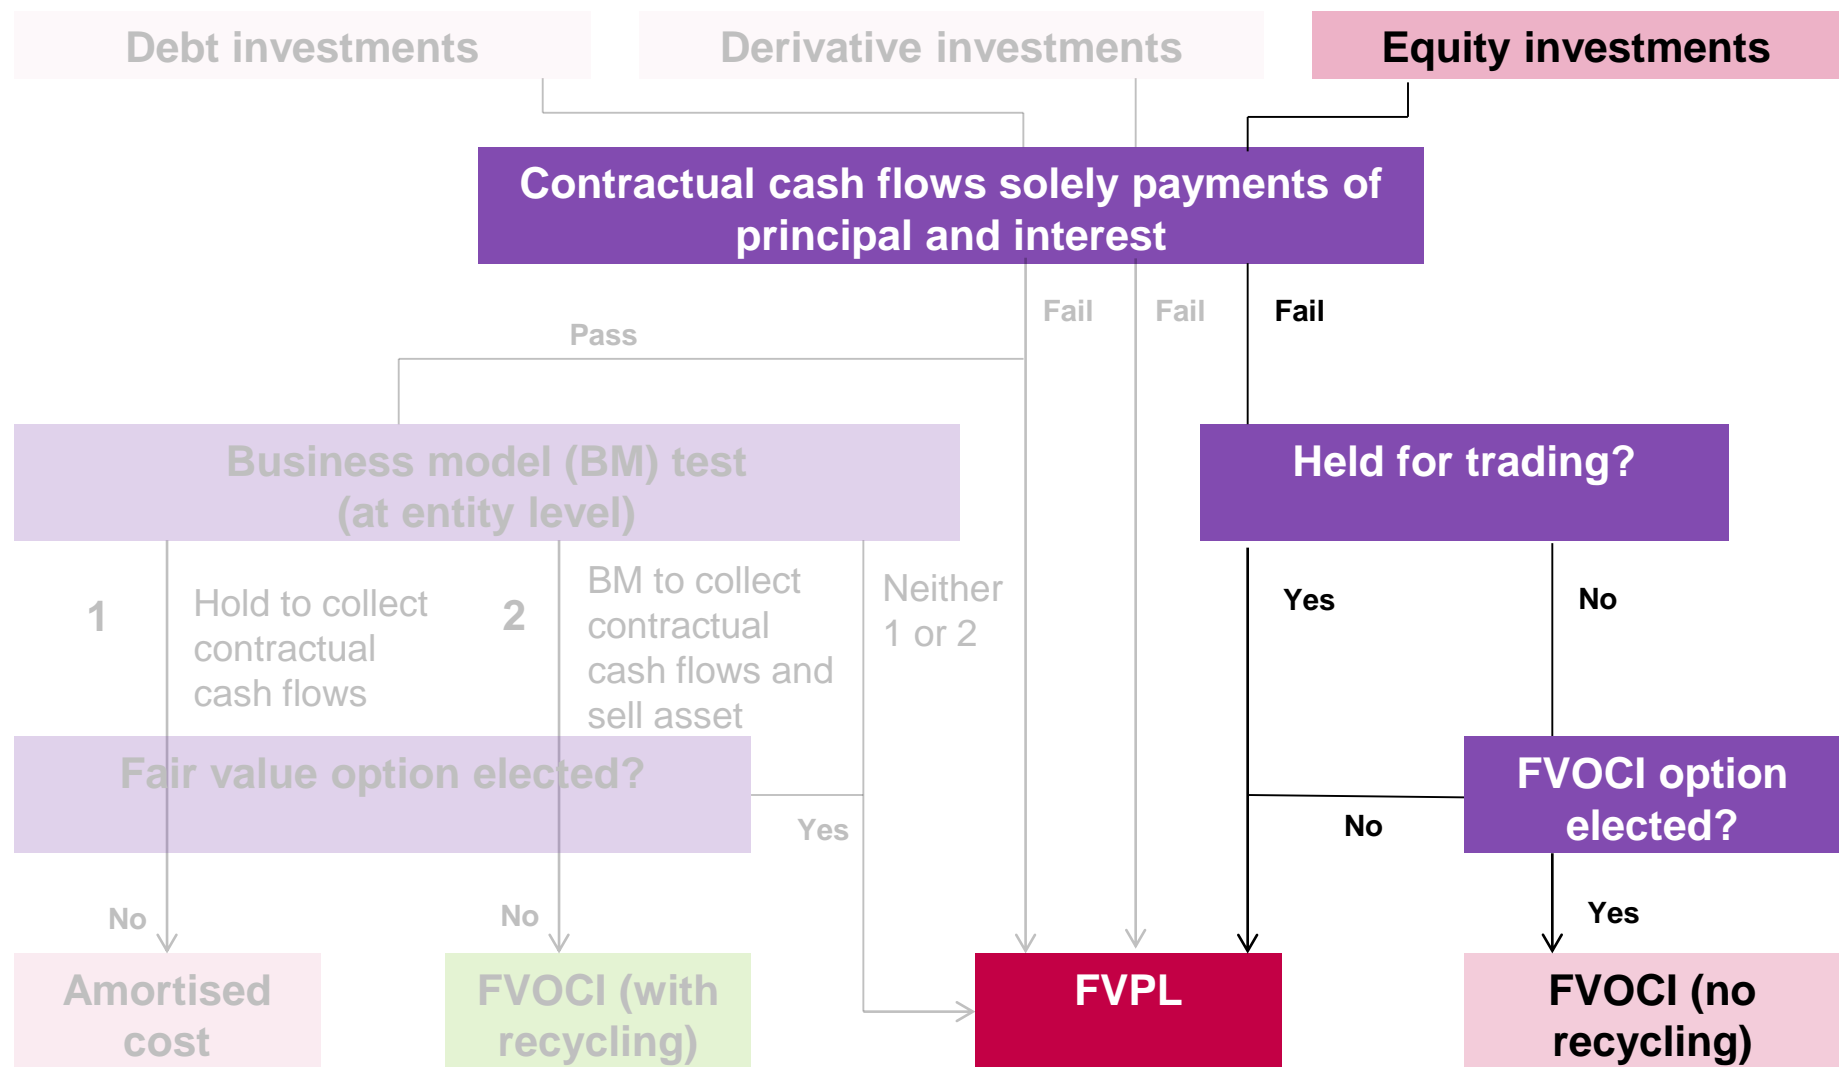 Debt investments
Derivative investments
Equity investments
Contractual cash flows solely payments of
principal and interest
Fail
Fail
Fail
Pass
Business model (BM) test
(at entity level)
Held for trading?
1
Hold to collect
contractual
cash flows
2
BM to collect
contractual
cash flows and
sell asset
Neither
1 or 2
Yes
No
Fair value option elected?
Yes
FVOCI option
elected?
No
No
No
Yes
Amortised
cost
FVOCI (with
recycling)
FVPL
FVOCI (no
recycling)